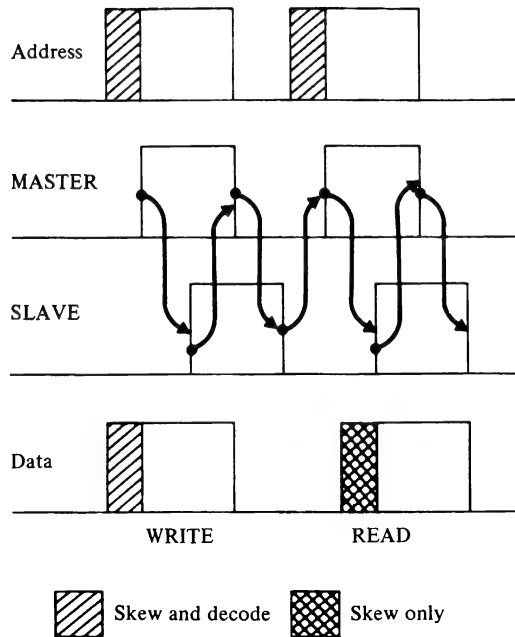 Address
MASTER
SLAVE
Data
WRITE READ
Skew and decode Skew only